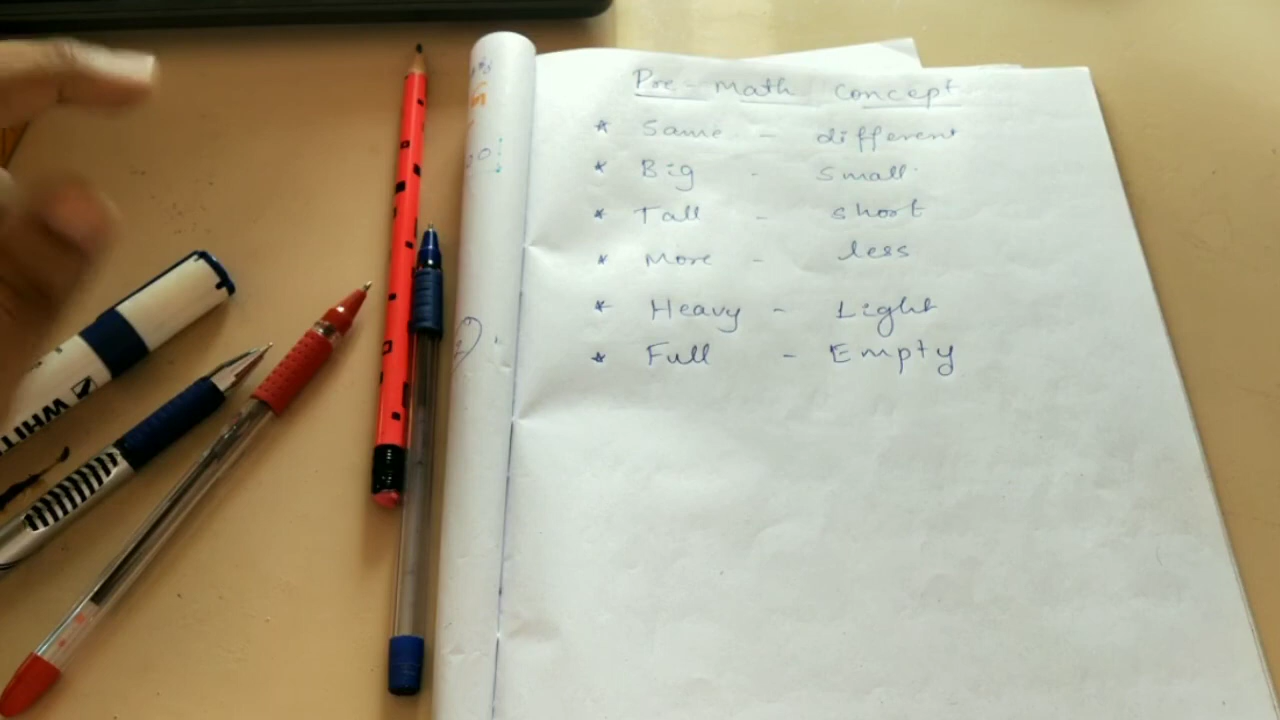 Pre - Math Concept
* Same - different
* Big - Small
* Tall - short
* More - less
* Heavy - Light
* Full - Empty